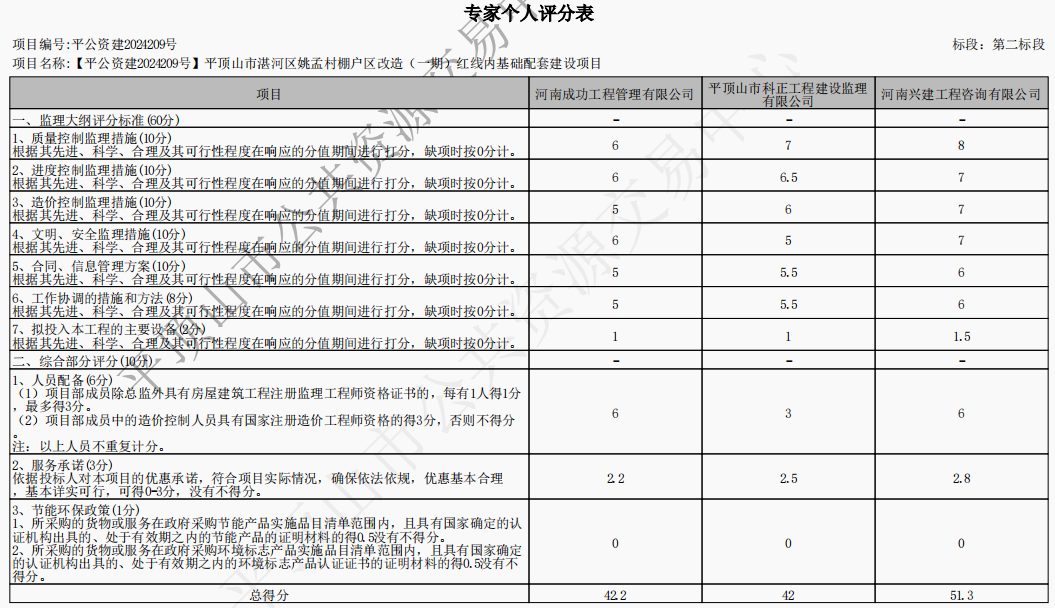 专家个人评分表
项目编号:平公资建2024209号 标段：第二标段
项目名称:【平公资建2024209号】平顶山市湛河区姚孟村棚户区改造（一期）红线内基础配套建设项目
项目 河南成功工程管理有限公司 平顶山市科正工程建设监理有限公司 河南兴建工程咨询有限公司
一、监理大纲评分标准(60分) - - -
1、质量控制监理措施(10分)
根据其先进、科学、合理及其可行性程度在响应的分值期间进行打分，缺项时按0分计。 6 7 8
2、进度控制监理措施(10分)
根据其先进、科学、合理及其可行性程度在响应的分值期间进行打分，缺项时按0分计。 6 6.5 7
3、造价控制监理措施(10分)
根据其先进、科学、合理及其可行性程度在响应的分值期间进行打分，缺项时按0分计。 5 6 7
4、文明、安全监理措施(10分)
根据其先进、科学、合理及其可行性程度在响应的分值期间进行打分，缺项时按0分计。 6 5 7
5、合同、信息管理方案(10分)
根据其先进、科学、合理及其可行性程度在响应的分值期间进行打分，缺项时按0分计。 5 5.5 6
6、工作协调的措施和方法(8分)
根据其先进、科学、合理及其可行性程度在响应的分值期间进行打分，缺项时按0分计。 5 5.5 6
7、拟投入本工程的主要设备(2分)
根据其先进、科学、合理及其可行性程度在响应的分值期间进行打分，缺项时按0分计。 1 1 1.5
二、综合部分评分(10分) - - -
1、人员配备(6分)
（1）项目部成员除总监外具有房屋建筑工程注册监理工程师资格证书的，每有1人得1分
，最多得3分。
（2）项目部成员中的造价控制人员具有国家注册造价工程师资格的得3分，否则不得分
。
注：以上人员不重复计分。 6 3 6
2、服务承诺(3分)
依据投标人对本项目的优惠承诺，符合项目实际情况，确保依法依规，优惠基本合理
，基本详实可行，可得0-3分，没有不得分。 2.2 2.5 2.8
3、节能环保政策(1分)
1、所采购的货物或服务在政府采购节能产品实施品目清单范围内，且具有国家确定的认
证机构出具的、处于有效期之内的节能产品的证明材料的得0.5没有不得分。
2、所采购的货物或服务在政府采购环境标志产品实施品目清单范围内，且具有国家确定
的认证机构出具的、处于有效期之内的环境标志产品认证证书的证明材料的得0.5没有不
得分。 0 0 0
总得分 42.2 42 51.3
平顶山市公共资源交易中心
平顶山市公共资源交易中心